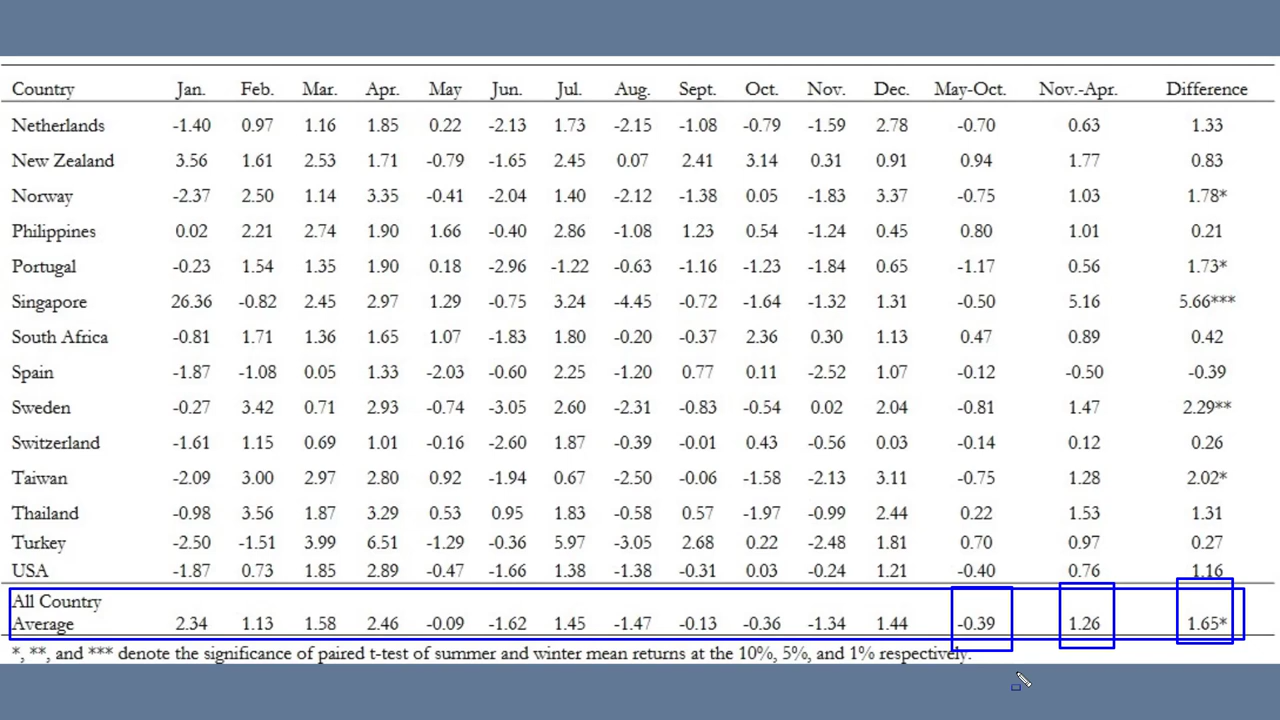 Country Jan. Feb. Mar. Apr. May Jun. Jul. Aug. Sept. Oct. Nov. Dec. May-Oct. Nov.-Apr. Difference
Netherlands -1.40 0.97 1.16 1.85 0.22 -2.13 1.73 -2.15 -1.08 -0.79 -1.59 2.78 -0.70 0.63 1.33
New Zealand 3.56 1.61 2.53 1.71 -0.79 -1.65 2.45 0.07 2.41 3.14 0.31 0.91 0.94 1.77 0.83
Norway -2.37 2.50 1.14 3.35 -0.41 -2.04 1.40 -2.12 -1.38 0.05 -1.83 3.37 -0.75 1.03 1.78*
Philippines 0.02 2.21 2.74 1.90 1.66 -0.40 2.86 -1.08 1.23 0.54 -1.24 0.45 0.80 1.01 0.21
Portugal -0.23 1.54 1.35 1.90 0.18 -2.96 -1.22 -0.63 -1.16 -1.23 -1.84 0.65 -1.17 0.56 1.73*
Singapore 26.36 -0.82 2.45 2.97 1.29 -0.75 3.24 -4.45 -0.72 -1.64 -1.32 1.31 -0.50 5.16 5.66***
South Africa -0.81 1.71 1.36 1.65 1.07 -1.83 1.80 -0.20 -0.37 2.36 0.30 1.13 0.47 0.89 0.42
Spain -1.87 -1.08 0.05 1.33 -2.03 -0.60 2.25 -1.20 0.77 0.11 -2.52 1.07 -0.12 -0.50 -0.39
Sweden -0.27 3.42 0.71 2.93 -0.74 -3.05 2.60 -2.31 -0.83 -0.54 0.02 2.04 -0.81 1.47 2.29**
Switzerland -1.61 1.15 0.69 1.01 -0.16 -2.60 1.87 -0.39 -0.01 0.43 -0.56 0.03 -0.14 0.12 0.26
Taiwan -2.09 3.00 2.97 2.80 0.92 -1.94 0.67 -2.50 -0.06 -1.58 -2.13 3.11 -0.75 1.28 2.02*
Thailand -0.98 3.56 1.87 3.29 0.53 0.95 1.83 -0.58 0.57 -1.97 -0.99 2.44 0.22 1.53 1.31
Turkey -2.50 -1.51 3.99 6.51 -1.29 -0.36 5.97 -3.05 2.68 0.22 -2.48 1.81 0.70 0.97 0.27
USA -1.87 0.73 1.85 2.89 -0.47 -1.66 1.38 -1.38 -0.31 0.03 -0.24 1.21 -0.40 0.76 1.16
All Country
Average 2.34 1.13 1.58 2.46 -0.09 -1.62 1.45 -1.47 -0.13 -0.36 -1.34 1.44 -0.39 1.26 1.65*
*, **, and *** denote the significance of paired t-test of summer and winter mean returns at the 10%, 5%, and 1% respectively.